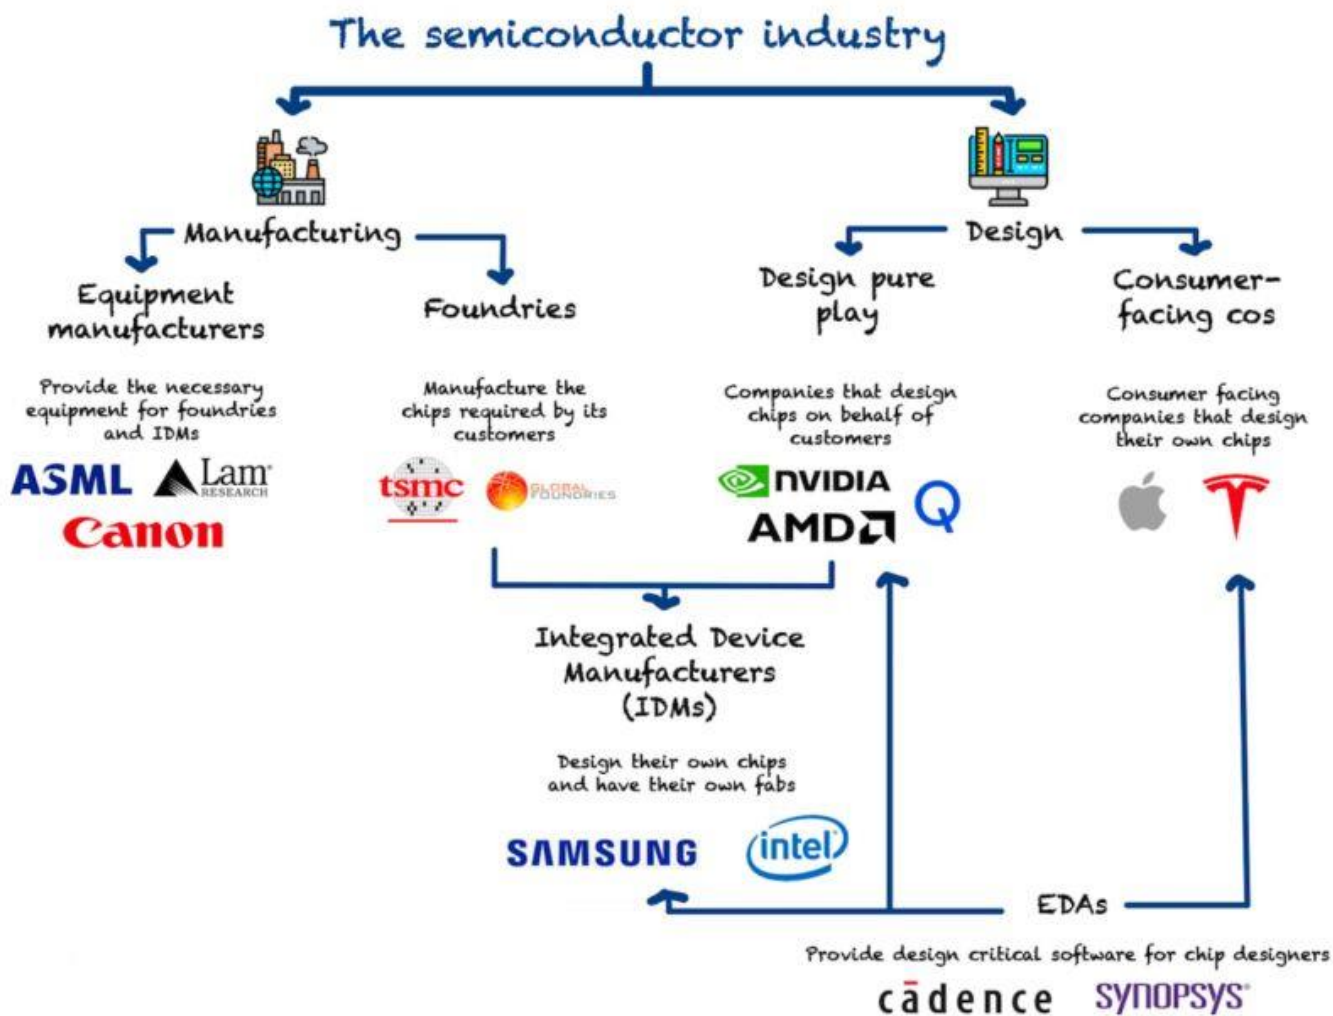 The semiconductor industry
Manufacturing
Design
Equipment
manufacturers
Provide the necessary
equipment for foundries
and IDMs
ASML
Lam
RESEARCH
Canon
Foundries
Manufacture the
chips required by its
customers
tsmc
GLOBAL
FOUNDRIES
Design pure
play
Companies that design
chips on behalf of
customers
NVIDIA
AMD
Q
Consumer-
facing cos
Consumer facing
companies that design
their own chips
Integrated Device
Manufacturers
(IDMs)
Design their own chips
and have their own fabs
SAMSUNG
intel
EDAs
Provide design critical software for chip designers
cādence
SYNOPSYS®